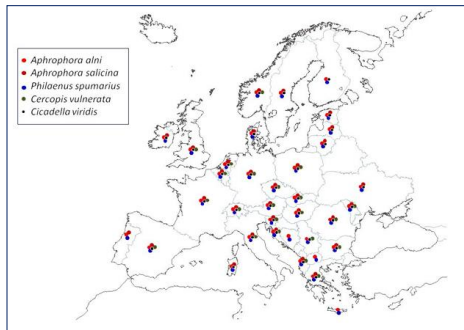 Aphrophora alni
Aphrophora salicina
Philaenus spumarius
Cercopis vulnerata
Cicadella viridis